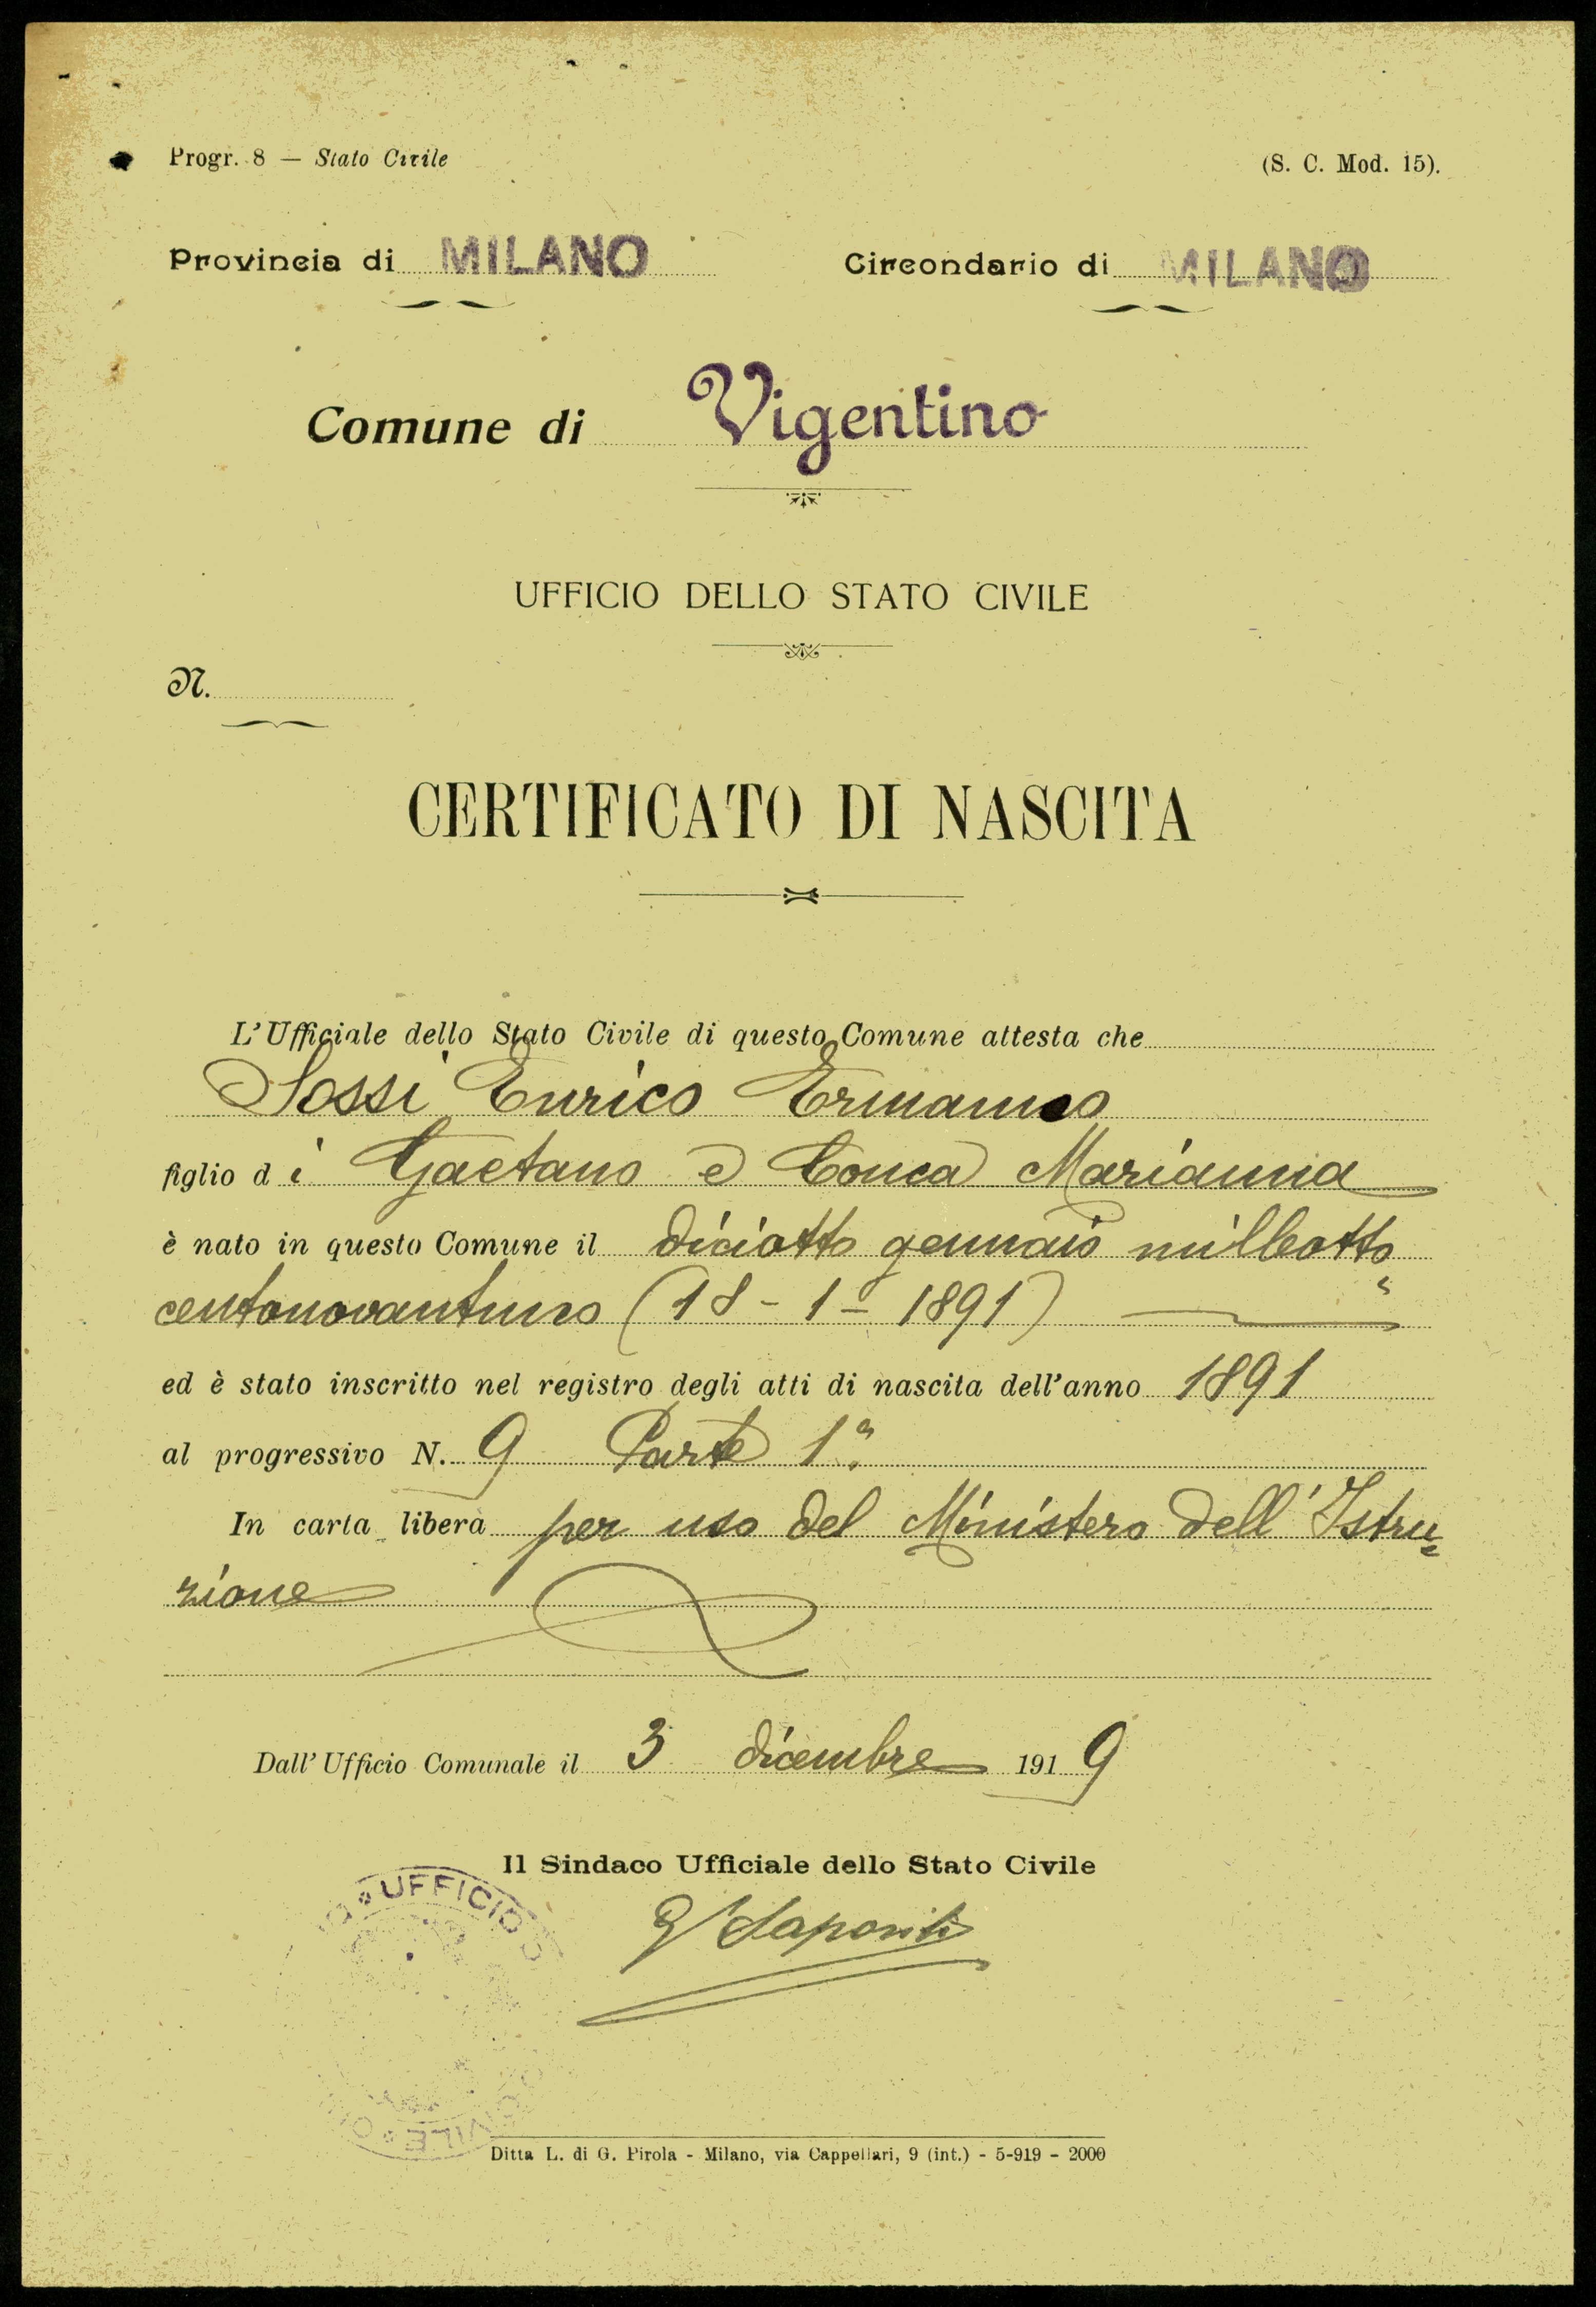 Progr. 8 — Stato Civile
(S. C. Mod. 15).
Provincia di MILANO
Circondario di MILANO
Comune di Vigentino
UFFICIO DELLO STATO CIVILE
N.
CERTIFICATO DI NASCITA
L'Ufficiale dello Stato Civile di questo Comune attesta che
Sossi Enrico Ermanno
figlio d i Gaetano e Conca Marianna
è nato in questo Comune il diciotto gennaio milleotto
centonovantuno (18 - 1 - 1891)
ed è stato inscritto nel registro degli atti di nascita dell'anno 1891
al progressivo N. 9 Parte 1ª
In carta libera per uso del Ministero dell'Istru=
zione
Dall'Ufficio Comunale il 3 dicembre 1919
Il Sindaco Ufficiale dello Stato Civile
Saporiti
UFFICIO
CIVILE
Ditta L. di G. Pirola - Milano, via Cappellari, 9 (int.) - 5-919 - 2000